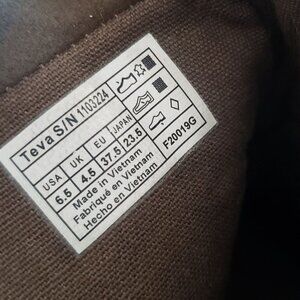 Teva S/N 1103224
USA UK EU JAPAN
6.5 4.5 37.5 23.5
Made in Vietnam
Fabriqué en Vietnam
Hecho en Vietnam
F20019G